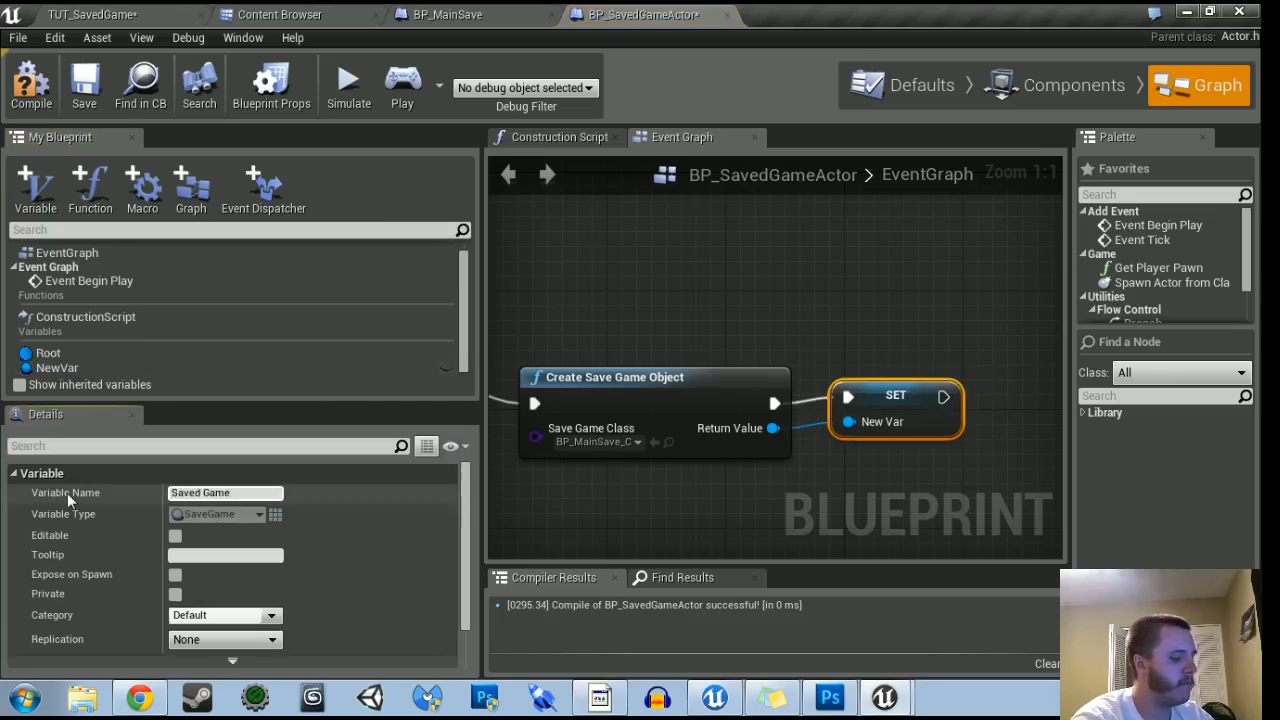 TUT_SavedGame*
Content Browser
BP_MainSave
BP_SavedGameActor*
File Edit Asset View Debug Window Help
Parent class: Actor.h
Compile
Save
Find in CB
Search
Blueprint Props
Simulate
Play
No debug object selected
Debug Filter
Defaults
Components
Graph
My Blueprint
Construction Script
Event Graph
Palette
Variable
Function
Macro
Graph
Event Dispatcher
BP_SavedGameActor > EventGraph
Zoom 1:1
Favorites
Search
Add Event
Event Begin Play
Event Tick
Game
Get Player Pawn
Spawn Actor from Cla
Utilities
Flow Control
Branch
Search
EventGraph
Event Graph
Event Begin Play
Functions
ConstructionScript
Variables
Root
NewVar
Show inherited variables
Find a Node
Class: All
Search
Library
Create Save Game Object
Save Game Class
BP_MainSave_C
Return Value
SET
New Var
BLUEPRINT
Details
Search
Variable
Variable Name Saved Game
Variable Type SaveGame
Editable
Tooltip
Expose on Spawn
Private
Category Default
Replication None
Compiler Results
Find Results
[0295.34] Compile of BP_SavedGameActor successful! [in 0 ms]
Clear